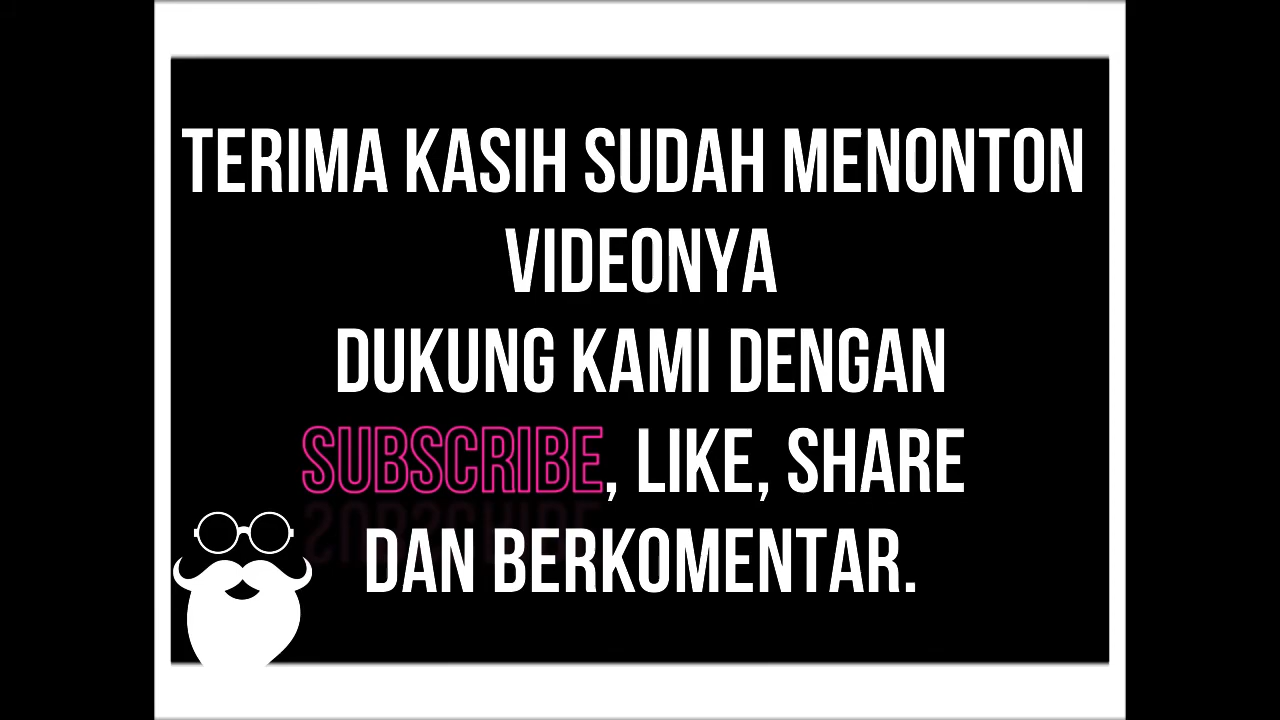 TERIMA KASIH SUDAH MENONTON
VIDEONYA
DUKUNG KAMI DENGAN
SUBSCRIBE, LIKE, SHARE
DAN BERKOMENTAR.